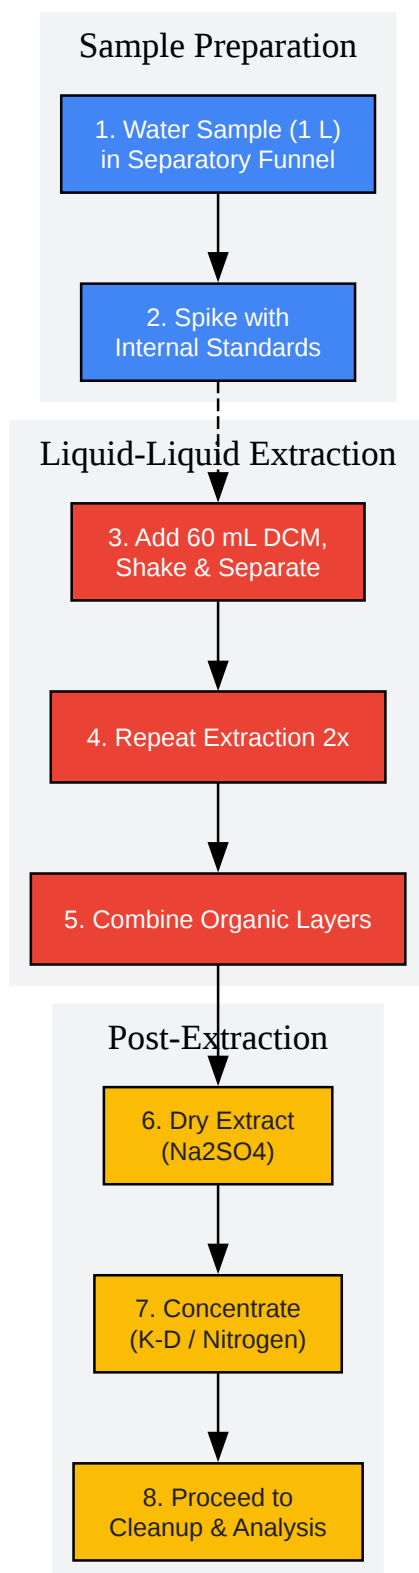 Sample Preparation
1. Water Sample (1 L)
in Separatory Funnel
2. Spike with
Internal Standards
Liquid-Liquid Extraction
3. Add 60 mL DCM,
Shake & Separate
4. Repeat Extraction 2x
5. Combine Organic Layers
Post-Extraction
6. Dry Extract
(Na2SO4)
7. Concentrate
(K-D / Nitrogen)
8. Proceed to
Cleanup & Analysis